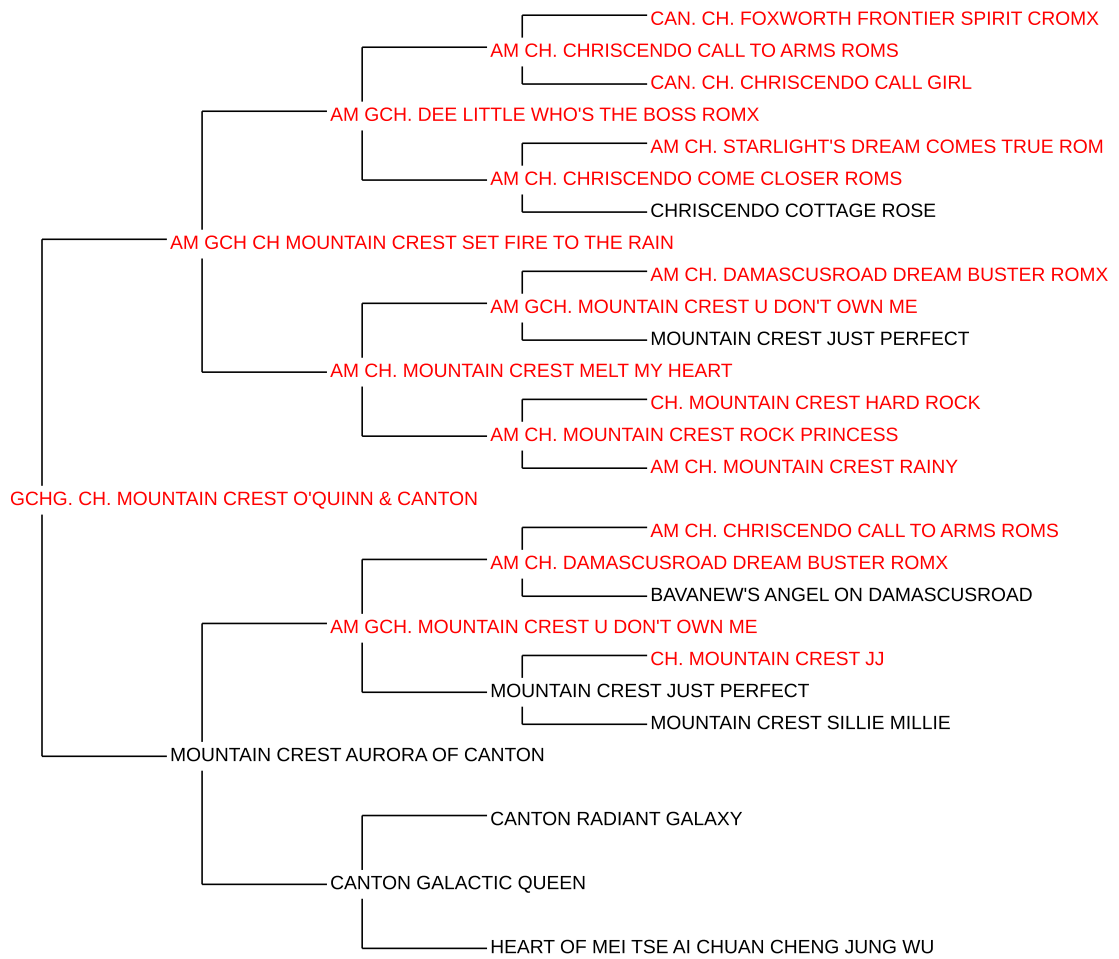 CAN. CH. FOXWORTH FRONTIER SPIRIT CROMX
AM CH. CHRISCENDO CALL TO ARMS ROMS
CAN. CH. CHRISCENDO CALL GIRL
AM GCH. DEE LITTLE WHO'S THE BOSS ROMX
AM CH. STARLIGHT'S DREAM COMES TRUE ROM
AM CH. CHRISCENDO COME CLOSER ROMS
CHRISCENDO COTTAGE ROSE
AM GCH CH MOUNTAIN CREST SET FIRE TO THE RAIN
AM CH. DAMASCUSROAD DREAM BUSTER ROMX
AM GCH. MOUNTAIN CREST U DON'T OWN ME
MOUNTAIN CREST JUST PERFECT
AM CH. MOUNTAIN CREST MELT MY HEART
CH. MOUNTAIN CREST HARD ROCK
AM CH. MOUNTAIN CREST ROCK PRINCESS
AM CH. MOUNTAIN CREST RAINY
GCHG. CH. MOUNTAIN CREST O'QUINN & CANTON
AM CH. CHRISCENDO CALL TO ARMS ROMS
AM CH. DAMASCUSROAD DREAM BUSTER ROMX
BAVANEW'S ANGEL ON DAMASCUSROAD
AM GCH. MOUNTAIN CREST U DON'T OWN ME
CH. MOUNTAIN CREST JJ
MOUNTAIN CREST JUST PERFECT
MOUNTAIN CREST SILLIE MILLIE
MOUNTAIN CREST AURORA OF CANTON
CANTON RADIANT GALAXY
CANTON GALACTIC QUEEN
HEART OF MEI TSE AI CHUAN CHENG JUNG WU